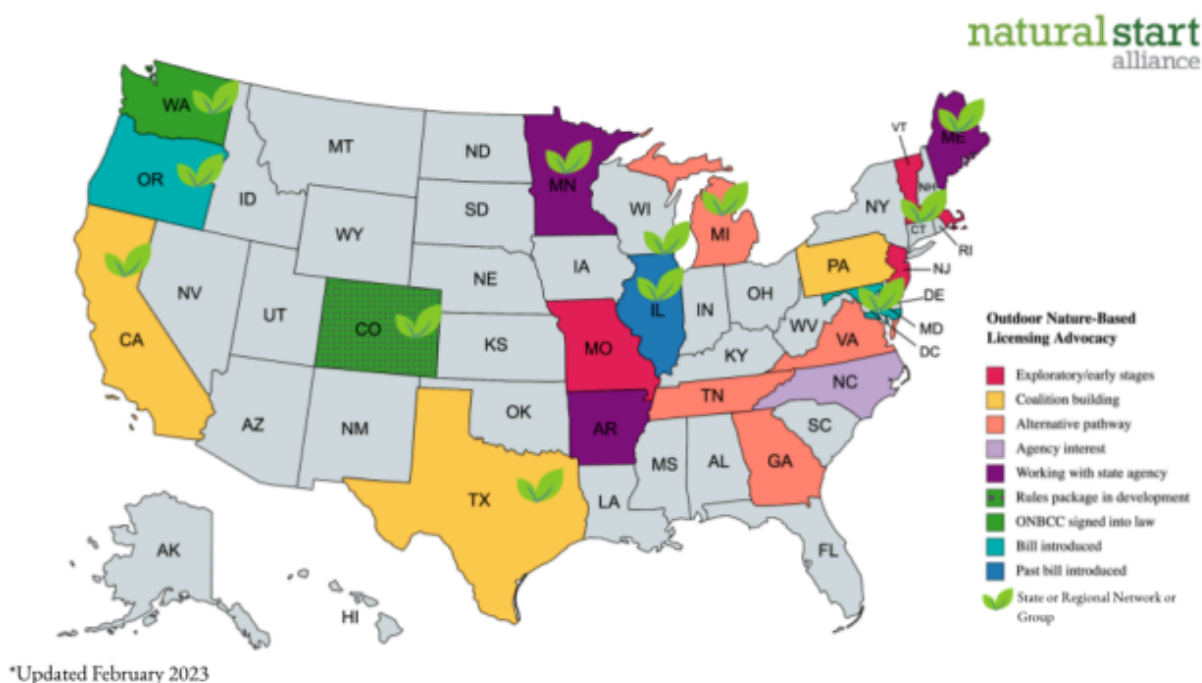 naturalstart
alliance
WA
OR
CA
ID
NV
MT
WY
UT
AZ
CO
NM
ND
SD
NE
KS
OK
TX
MN
IA
MO
AR
LA
WI
IL
MS
MI
IN
KY
TN
AL
OH
WV
VA
NC
SC
GA
FL
PA
NY
VT
NH
ME
CT
RI
NJ
DE
MD
DC
AK
HI
Outdoor Nature-Based
Licensing Advocacy
Exploratory/early stages
Coalition building
Alternative pathway
Agency interest
Working with state agency
Rules package in development
ONBCC signed into law
Bill introduced
Past bill introduced
State or Regional Network or
Group
*Updated February 2023